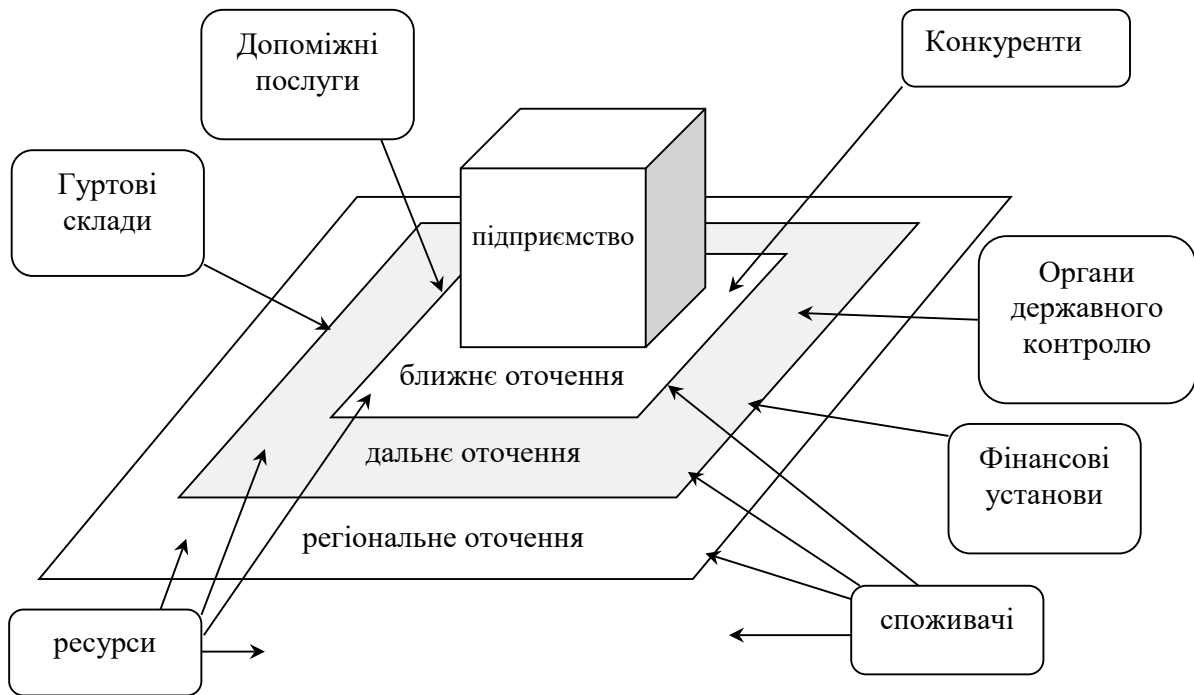 Допоміжні
послуги
Конкуренти
Гуртові
склади
підприємство
Органи
державного
контролю
ближнє оточення
дальнє оточення
Фінансові
установи
регіональне оточення
ресурси
споживачі